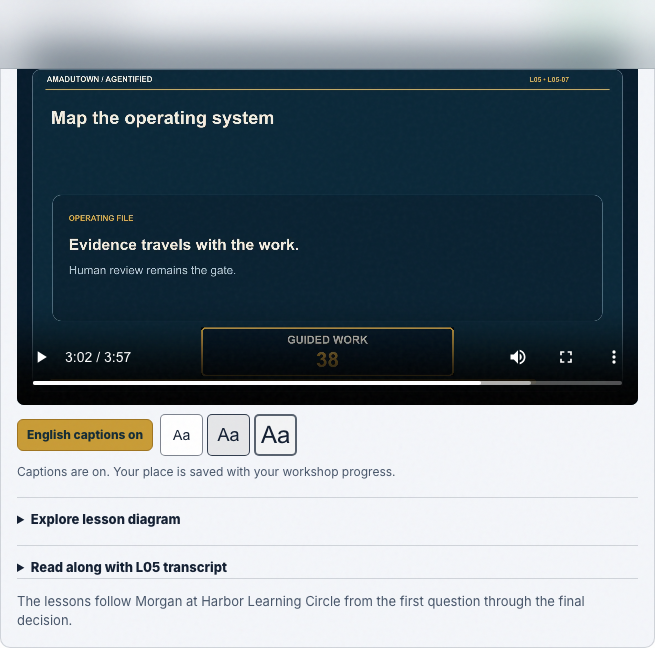 AMADUTOWN / AGENTIFIED
L05 • L05-07
Map the operating system
OPERATING FILE
Evidence travels with the work.
Human review remains the gate.
GUIDED WORK
38
3:02 / 3:57
English captions on
Aa
Aa
Aa
Captions are on. Your place is saved with your workshop progress.
Explore lesson diagram
Read along with L05 transcript
The lessons follow Morgan at Harbor Learning Circle from the first question through the final
decision.